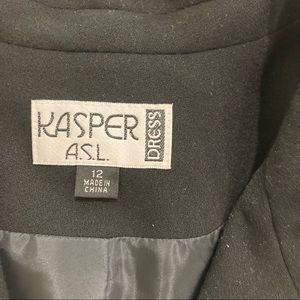 KASPER
A.S.L.
DRESS
12
MADE IN
CHINA